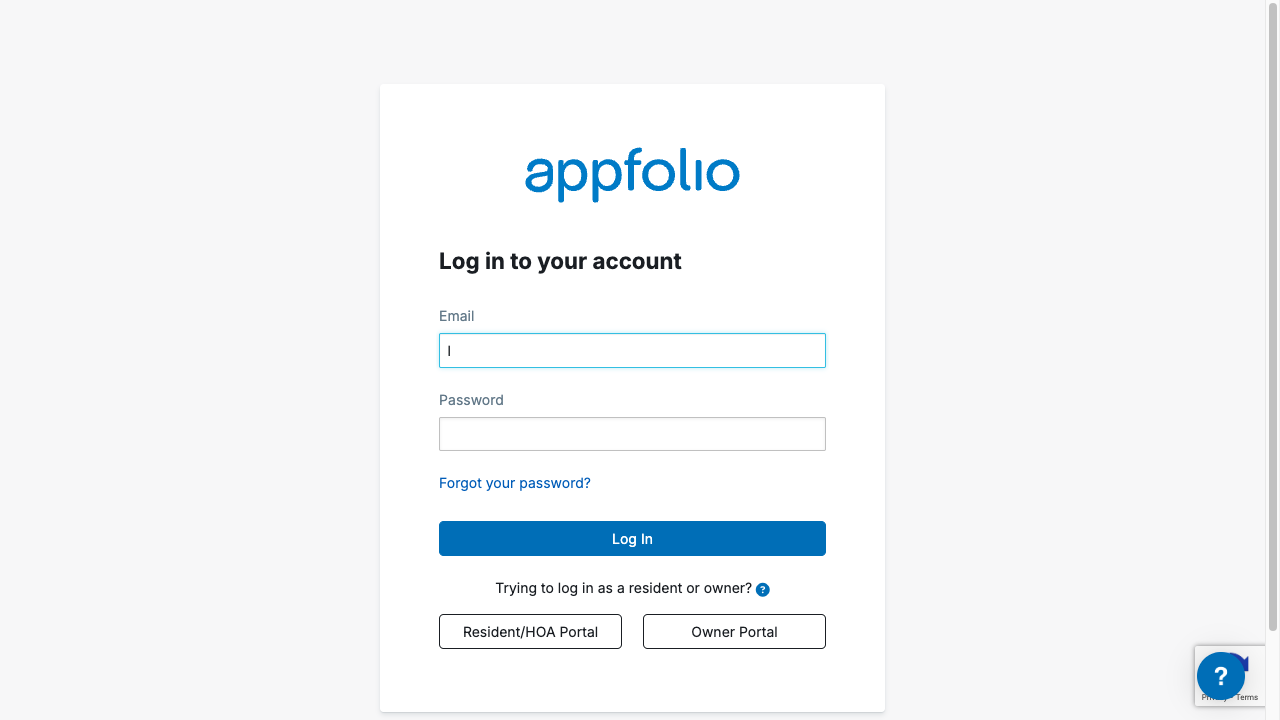 appfolio
Log in to your account
Email
Password
Forgot your password?
Log In
Trying to log in as a resident or owner? ?
Resident/HOA Portal
Owner Portal
?
Terms